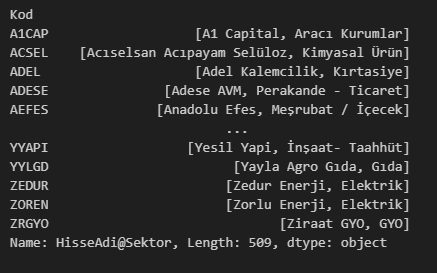 Kod
A1CAP [A1 Capital, Aracı Kurumlar]
ACSEL [Acıselsan Acıpayam Selüloz, Kimyasal Ürün]
ADEL [Adel Kalemcilik, Kırtasiye]
ADESE [Adese AVM, Perakande - Ticaret]
AEFES [Anadolu Efes, Meşrubat / İçecek]
...
YYAPI [Yesil Yapi, İnşaat- Taahhüt]
YYLGD [Yayla Agro Gıda, Gıda]
ZEDUR [Zedur Enerji, Elektrik]
ZOREN [Zorlu Enerji, Elektrik]
ZRGYO [Ziraat GYO, GYO]
Name: HisseAdi@Sektor, Length: 509, dtype: object